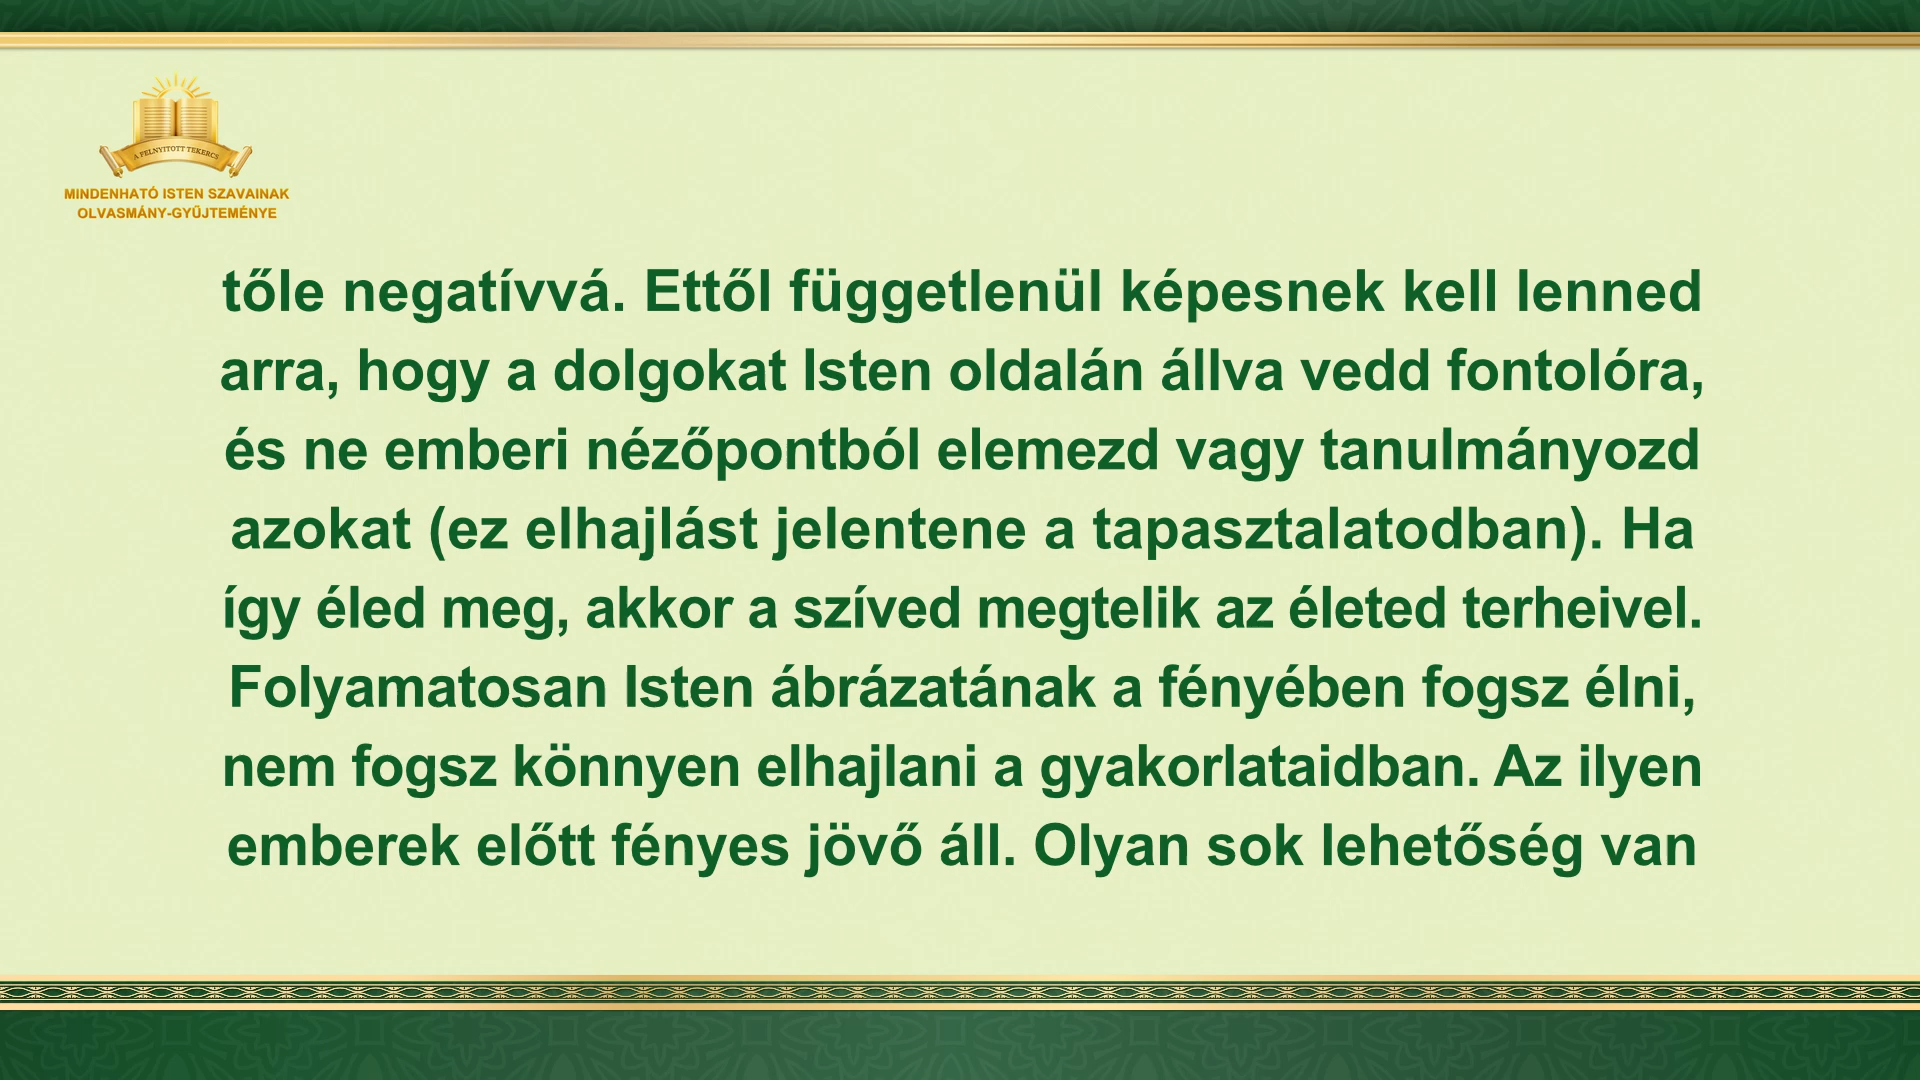 A FELNYITOTT TEKERCS
MINDENHATÓ ISTEN SZAVAINAK
OLVASMÁNY-GYŰJTEMÉNYE
tőle negatívvá. Ettől függetlenül képesnek kell lenned
arra, hogy a dolgokat Isten oldalán állva vedd fontolóra,
és ne emberi nézőpontból elemezd vagy tanulmányozd
azokat (ez elhajlást jelentene a tapasztalatodban). Ha
így éled meg, akkor a szíved megtelik az életed terheivel.
Folyamatosan Isten ábrázatának a fényében fogsz élni,
nem fogsz könnyen elhajlani a gyakorlataidban. Az ilyen
emberek előtt fényes jövő áll. Olyan sok lehetőség van